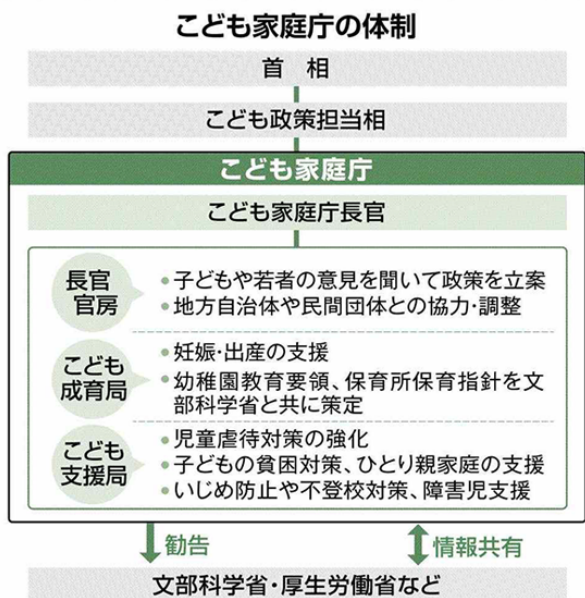 こども家庭庁の体制
首 相
こども政策担当相
こども家庭庁
こども家庭庁長官
長官
官房
•子どもや若者の意見を聞いて政策を立案
•地方自治体や民間団体との協力・調整
こども
成育局
•妊娠・出産の支援
•幼稚園教育要領、保育所保育指針を文
部科学省と共に策定
こども
支援局
•児童虐待対策の強化
•子どもの貧困対策、ひとり親家庭の支援
•いじめ防止や不登校対策、障害児支援
勧告
情報共有
文部科学省・厚生労働省など